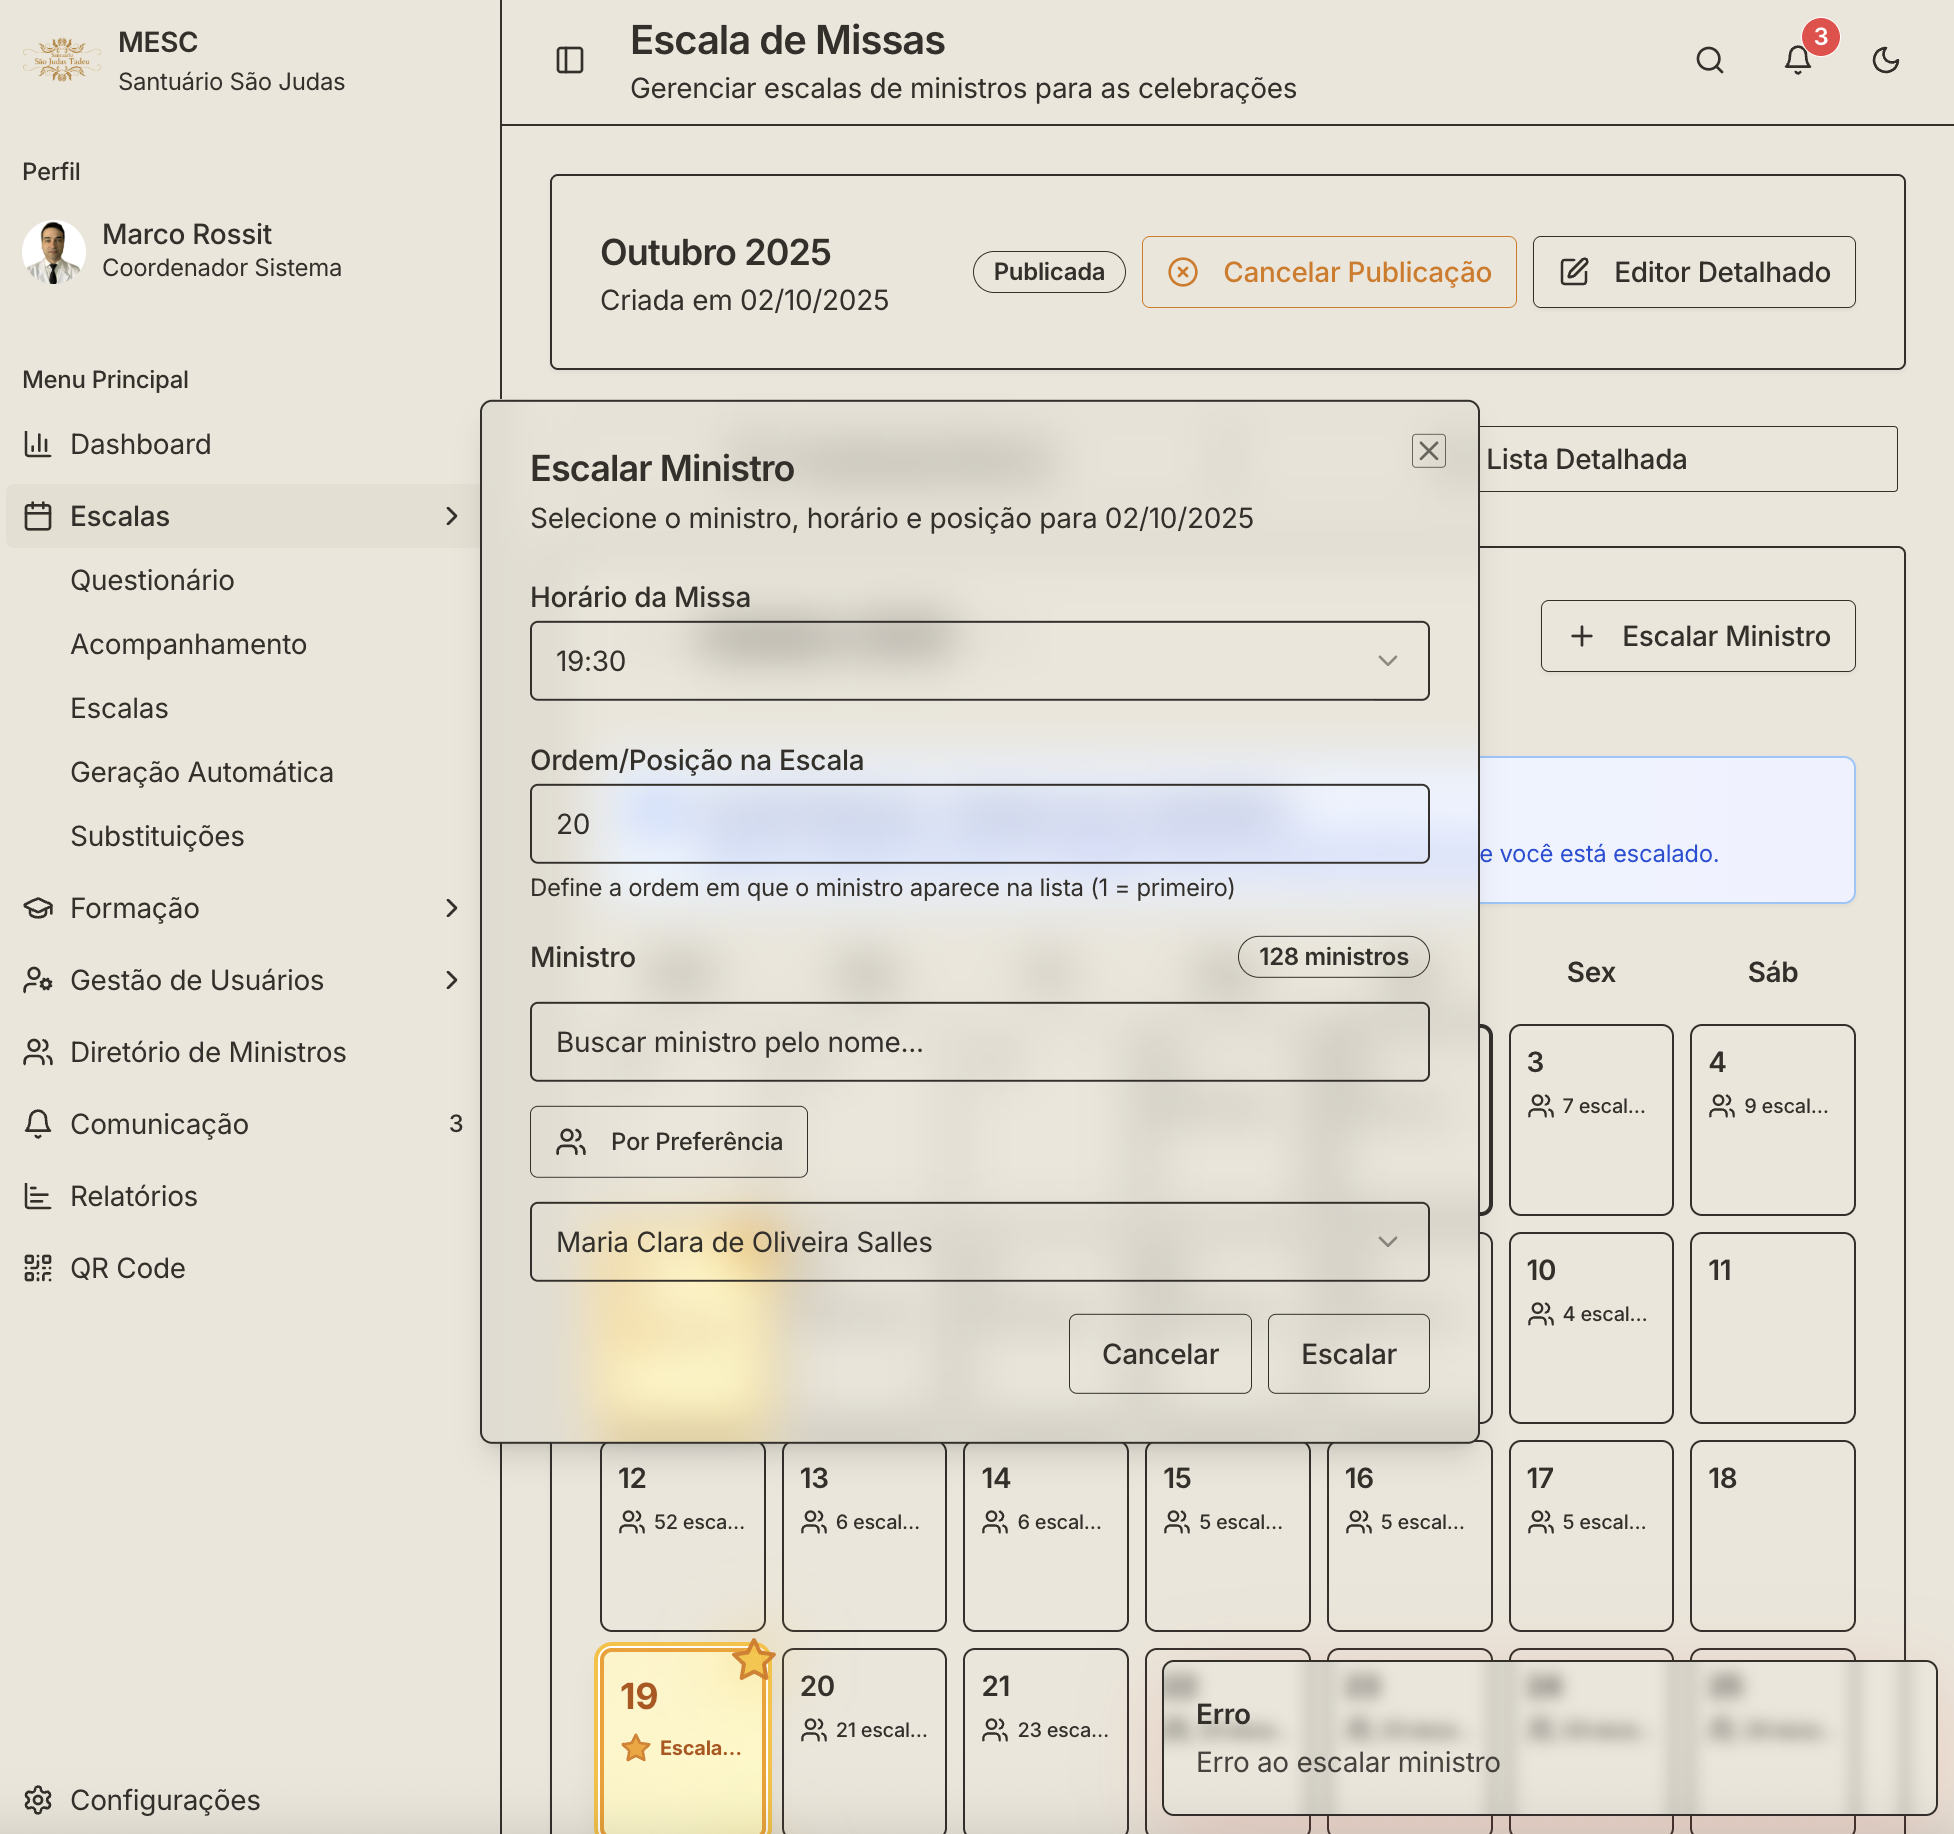 MESC
Santuário São Judas
São Judas Tadeu
Perfil
Marco Rossit
Coordenador Sistema
Menu Principal
Dashboard
Escalas
Questionário
Acompanhamento
Escalas
Geração Automática
Substituições
Formação
Gestão de Usuários
Diretório de Ministros
Comunicação 3
Relatórios
QR Code
Configurações
Escala de Missas
Gerenciar escalas de ministros para as celebrações
3
Outubro 2025
Criada em 02/10/2025
Publicada
Cancelar Publicação
Editor Detalhado
Lista Detalhada
Escalar Ministro
e você está escalado.
Escalar Ministro
Selecione o ministro, horário e posição para 02/10/2025
Horário da Missa
19:30
Ordem/Posição na Escala
20
Define a ordem em que o ministro aparece na lista (1 = primeiro)
Ministro
128 ministros
Buscar ministro pelo nome...
Por Preferência
Maria Clara de Oliveira Salles
Cancelar
Escalar
Sex Sáb
3 4
7 escal... 9 escal...
10 11
4 escal...
12 13 14 15 16 17 18
52 esca... 6 escal... 6 escal... 5 escal... 5 escal... 5 escal...
19 20 21
Escala... 21 escal... 23 esca...
Erro
Erro ao escalar ministro